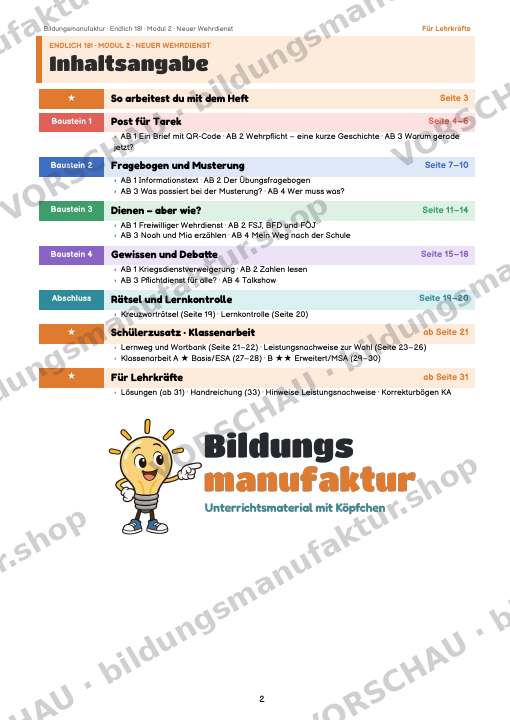 Bildungsmanufaktur · Endlich 18! · Modul 2 · Neuer Wehrdienst
Für Lehrkräfte
ENDLICH 18! · MODUL 2 · NEUER WEHRDIENST
Inhaltsangabe
★ So arbeitest du mit dem Heft Seite 3
Baustein 1 Post für Tarek Seite 4–6
· AB 1 Ein Brief mit QR-Code · AB 2 Wehrpflicht – eine kurze Geschichte · AB 3 Warum gerade
jetzt?
Baustein 2 Fragebogen und Musterung Seite 7–10
· AB 1 Informationstext · AB 2 Der Übungsfragebogen
· AB 3 Was passiert bei der Musterung? · AB 4 Wer muss was?
Baustein 3 Dienen – aber wie? Seite 11–14
· AB 1 Freiwilliger Wehrdienst · AB 2 FSJ, BFD und FÖJ
· AB 3 Noah und Mia erzählen · AB 4 Mein Weg nach der Schule
Baustein 4 Gewissen und Debatte Seite 15–18
· AB 1 Kriegsdienstverweigerung · AB 2 Zahlen lesen
· AB 3 Pflichtdienst für alle? · AB 4 Talkshow
Abschluss Rätsel und Lernkontrolle Seite 19–20
· Kreuzworträtsel (Seite 19) · Lernkontrolle (Seite 20)
★ Schülerzusatz · Klassenarbeit ab Seite 21
· Lernweg und Wortbank (Seite 21–22) · Leistungsnachweise zur Wahl (Seite 23–26)
· Klassenarbeit A ★ Basis/ESA (27–28) · B ★★ Erweitert/MSA (29–30)
★ Für Lehrkräfte ab Seite 31
· Lösungen (ab 31) · Handreichung (33) · Hinweise Leistungsnachweise · Korrekturbögen KA
Bildungs
manufaktur
Unterrichtsmaterial mit Köpfchen
VORSCHAU · bildungsmanufaktur.shop
2